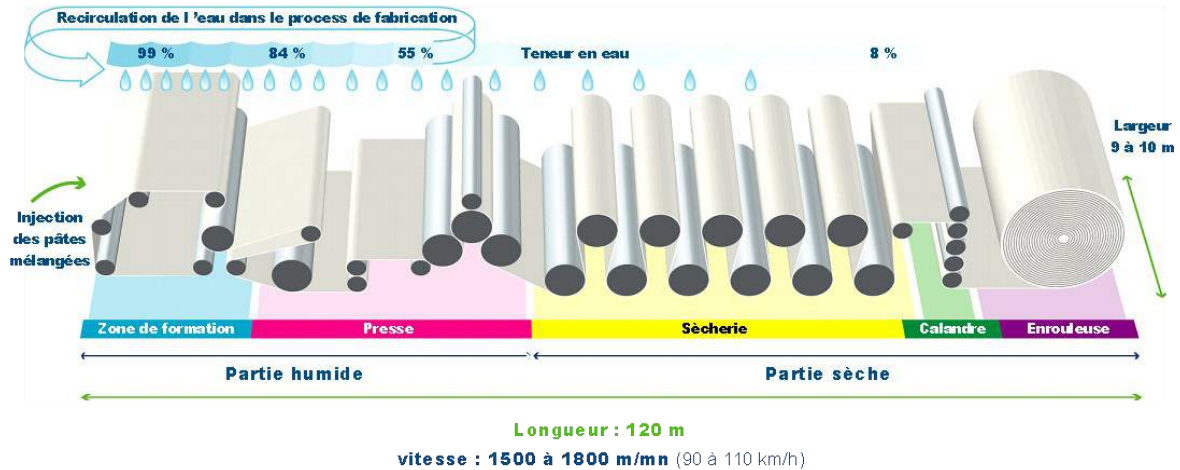 Recirculation de l 'eau dans le process de fabrication
99 % 84 % 55 % Teneur en eau 8 %
Largeur
9 à 10 m
Injection
des pâtes
mélangées
Zone de formation Presse Sècherie Calandre Enrouleuse
Partie humide Partie sèche
Longueur : 120 m
vitesse : 1500 à 1800 m/mn (90 à 110 km/h)